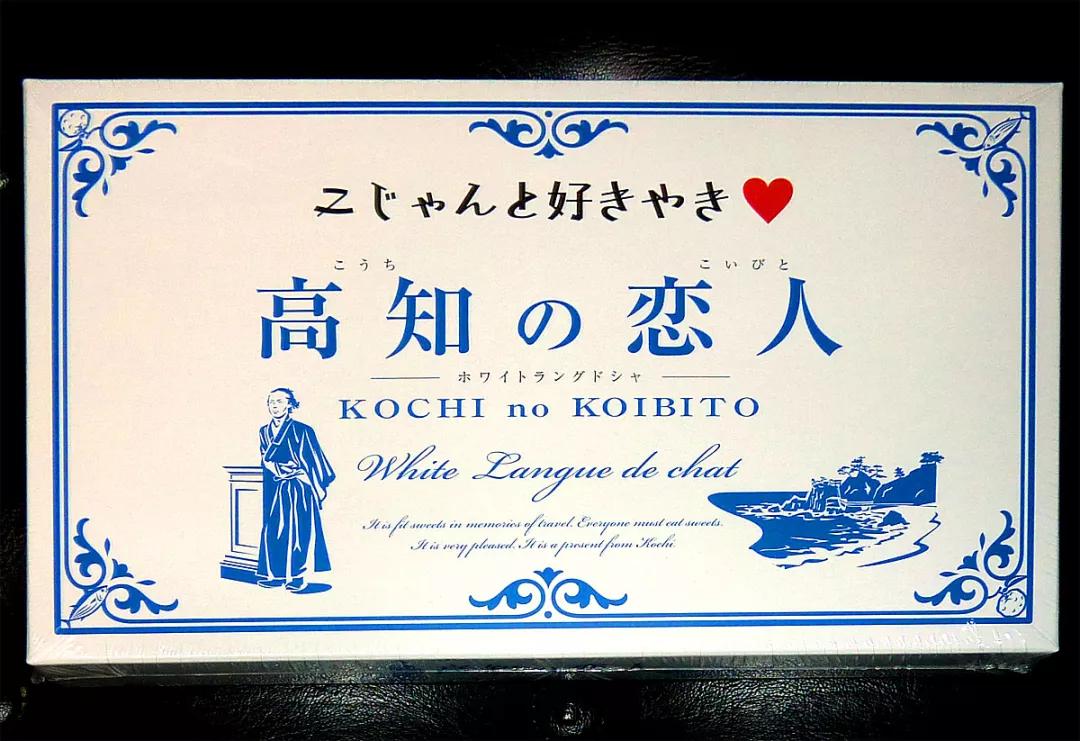 こじゃんと好きやき♥
こうち こいびと
高知の恋人
ホワイトラングドシャ
KOCHI no KOIBITO
White Langue de chat
It is fit sweets in memories of travel. Everyone must eat sweets.
It is very pleased. It is a present from Kochi.